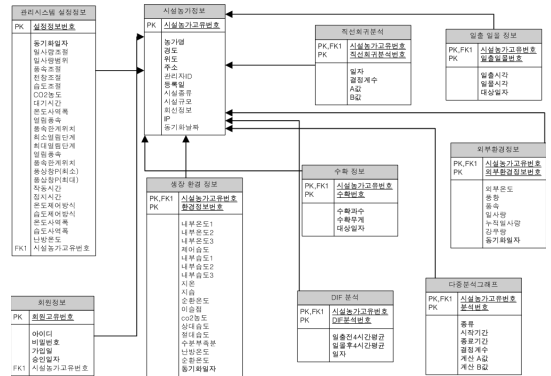 관리시스템 설정정보
PK 설정정보번호
동기화일자
일사량조절
일사량범위
풍속조절
천창조절
습도조절
CO2농도
대기시간
온도사역폭
열림풍속
풍속한계위치
최소열림단계
최대열림단계
열림풍속
풍속한계위치
풍상창P(최소)
풍상창P(최대)
작동시간
정지시간
온도제어방식
습도제어방식
온도사역폭
습도사역폭
난방온도
FK1 시설농가고유번호
회원정보
PK 회원고유번호
아이디
비밀번호
가입일
승인일자
FK1 시설농가고유번호
시설농가정보
PK 시설농가고유번호
농가명
경도
위도
주소
관리자ID
등록일
시설종류
시설규모
회선정보
IP
동기화날짜
생장 환경 정보
PK,FK1 시설농가고유번호
PK 환경정보번호
내부온도1
내부온도2
내부온도3
제어습도
내부습도1
내부습도2
내부습도3
지온
지습
순환온도
이슬점
co2농도
상대습도
절대습도
수분부족분
난방온도
순환온도
동기화일자
직선회귀분석
PK,FK1 시설농가고유번호
PK 직선회귀분석번호
일자
결정계수
A값
B값
일출 일몰 정보
PK,FK1 시설농가고유번호
PK 일출일몰번호
일출시각
일몰시각
대상일자
수확 정보
PK,FK1 시설농가고유번호
PK 수확번호
수확과수
수확무게
대상일자
외부환경정보
PK,FK1 시설농가고유번호
PK 외부환경정보번호
외부온도
풍향
풍속
일사량
누적일사량
감우량
동기화일자
DIF 분석
PK,FK1 시설농가고유번호
PK DIF분석번호
일출전4시간평균
일몰후4시간평균
일자
다중분석그래프
PK,FK1 시설농가고유번호
PK 분석번호
종류
시작기간
종료기간
결정계수
계산 A값
계산 B값